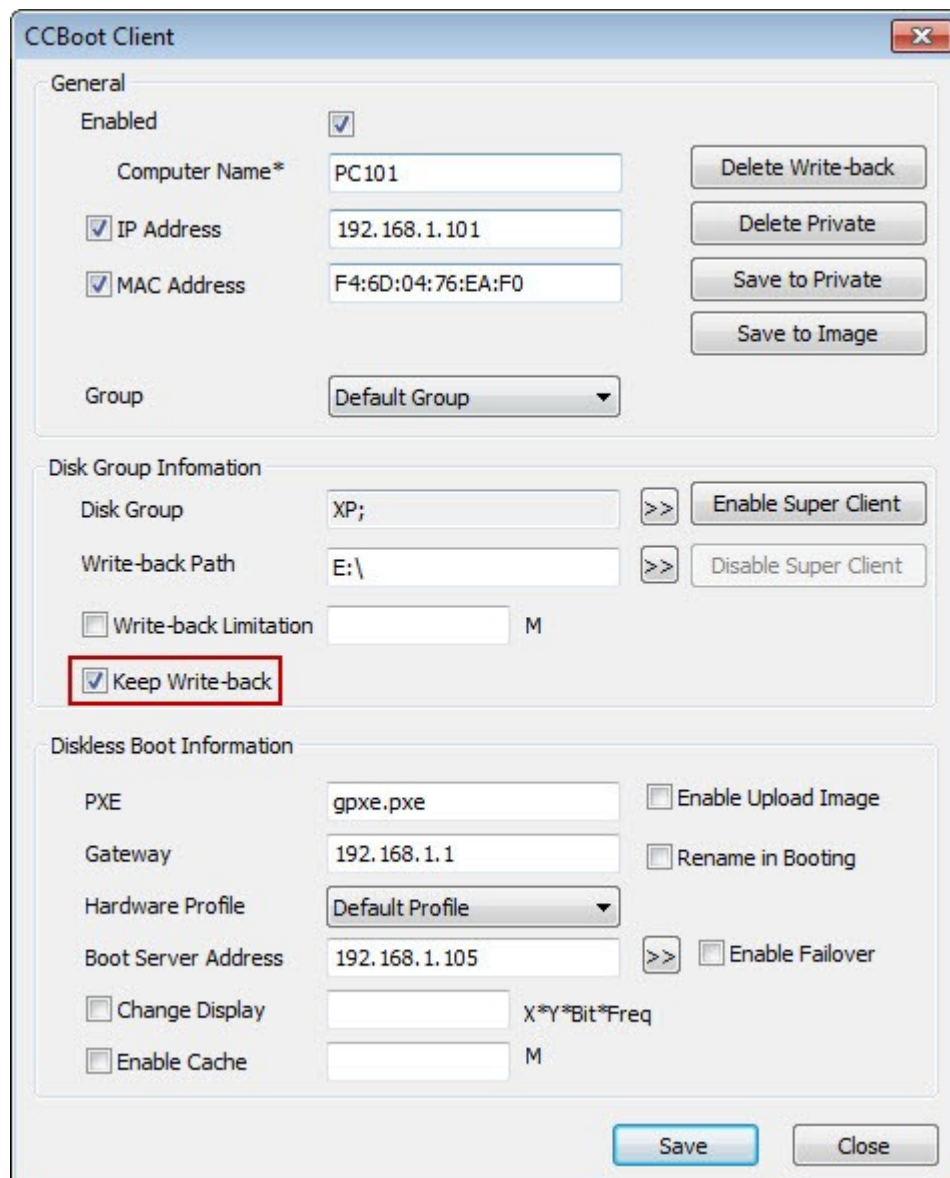 CCBoot Client
General
Enabled
Computer Name* PC101 Delete Write-back
IP Address 192.168.1.101 Delete Private
MAC Address F4:6D:04:76:EA:F0 Save to Private
Save to Image
Group Default Group
Disk Group Infomation
Disk Group XP; >> Enable Super Client
Write-back Path E:\ >> Disable Super Client
Write-back Limitation M
Keep Write-back
Diskless Boot Information
PXE gpxe.pxe Enable Upload Image
Gateway 192.168.1.1 Rename in Booting
Hardware Profile Default Profile
Boot Server Address 192.168.1.105 >> Enable Failover
Change Display X*Y*Bit*Freq
Enable Cache M
Save Close